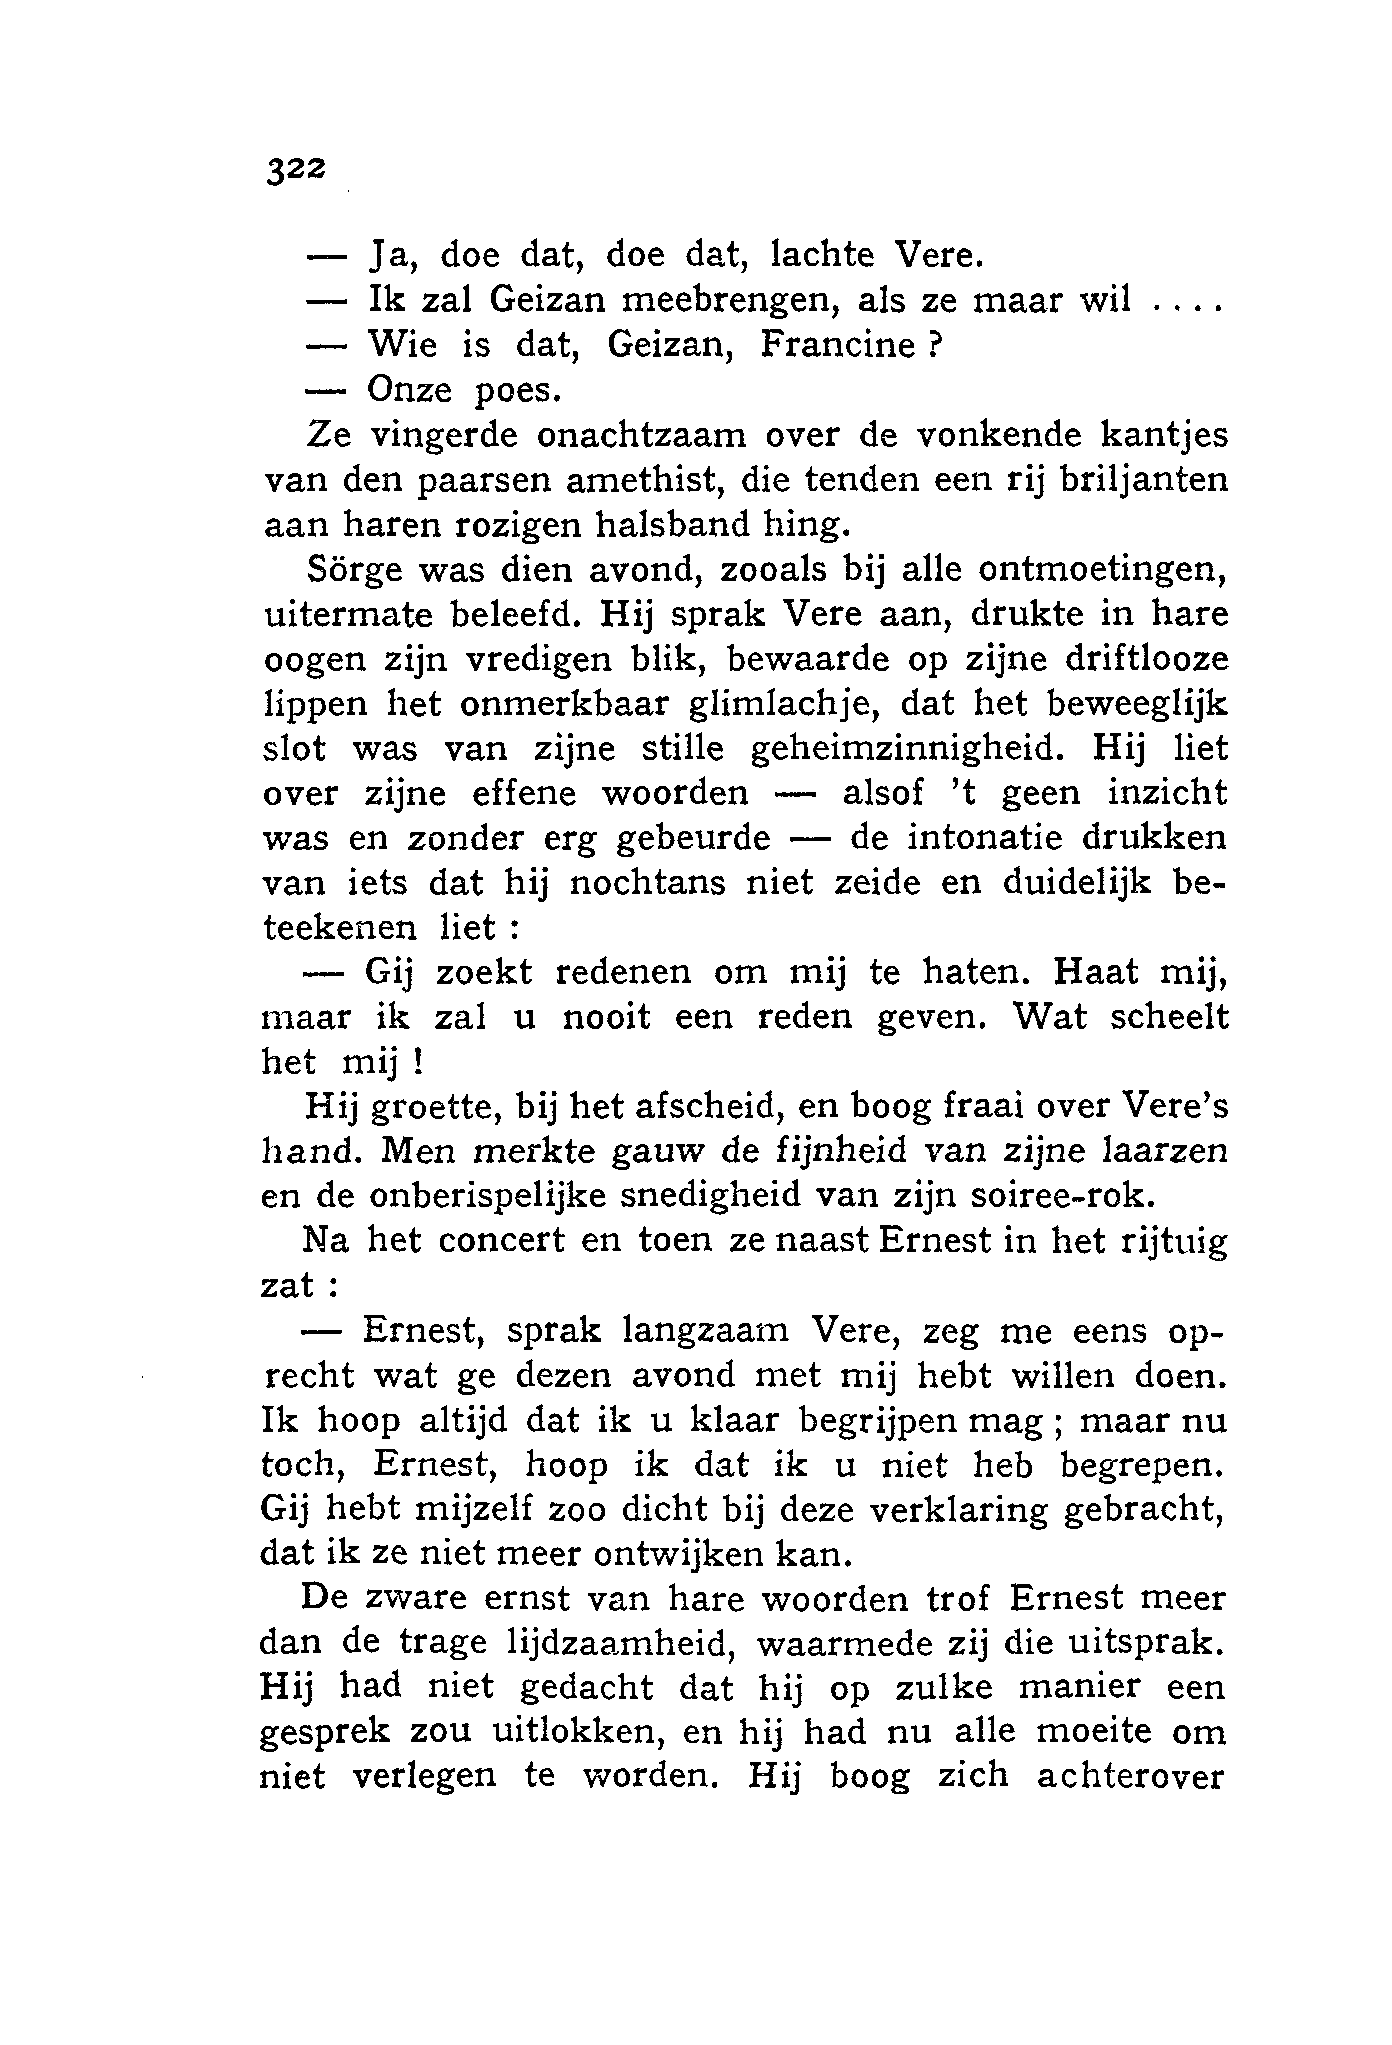 322
— Ja, doe dat, doe dat, lachte Vere.
— Ik zal Geizan meebrengen, als ze maar wil ....
— Wie is dat, Geizan, Francine ?
— Onze poes.
Ze vingerde onachtzaam over de vonkende kantjes
van den paarsen amethist, die tenden een rij briljanten
aan haren rozigen halsband hing.
Sörge was dien avond, zooals bij alle ontmoetingen,
uitermate beleefd. Hij sprak Vere aan, drukte in hare
oogen zijn vredigen blik, bewaarde op zijne driftlooze
lippen het onmerkbaar glimlachje, dat het beweeglijk
slot was van zijne stille geheimzinnigheid. Hij liet
over zijne effene woorden — alsof 't geen inzicht
was en zonder erg gebeurde — de intonatie drukken
van iets dat hij nochtans niet zeide en duidelijk be-
teekenen liet :
— Gij zoekt redenen om mij te haten. Haat mij,
maar ik zal u nooit een reden geven. Wat scheelt
het mij !
Hij groette, bij het afscheid, en boog fraai over Vere's
hand. Men merkte gauw de fijnheid van zijne laarzen
en de onberispelijke snedigheid van zijn soiree-rok.
Na het concert en toen ze naast Ernest in het rijtuig
zat :
— Ernest, sprak langzaam Vere, zeg me eens op-
recht wat ge dezen avond met mij hebt willen doen.
Ik hoop altijd dat ik u klaar begrijpen mag ; maar nu
toch, Ernest, hoop ik dat ik u niet heb begrepen.
Gij hebt mijzelf zoo dicht bij deze verklaring gebracht,
dat ik ze niet meer ontwijken kan.
De zware ernst van hare woorden trof Ernest meer
dan de trage lijdzaamheid, waarmede zij die uitsprak.
Hij had niet gedacht dat hij op zulke manier een
gesprek zou uitlokken, en hij had nu alle moeite om
niet verlegen te worden. Hij boog zich achterover